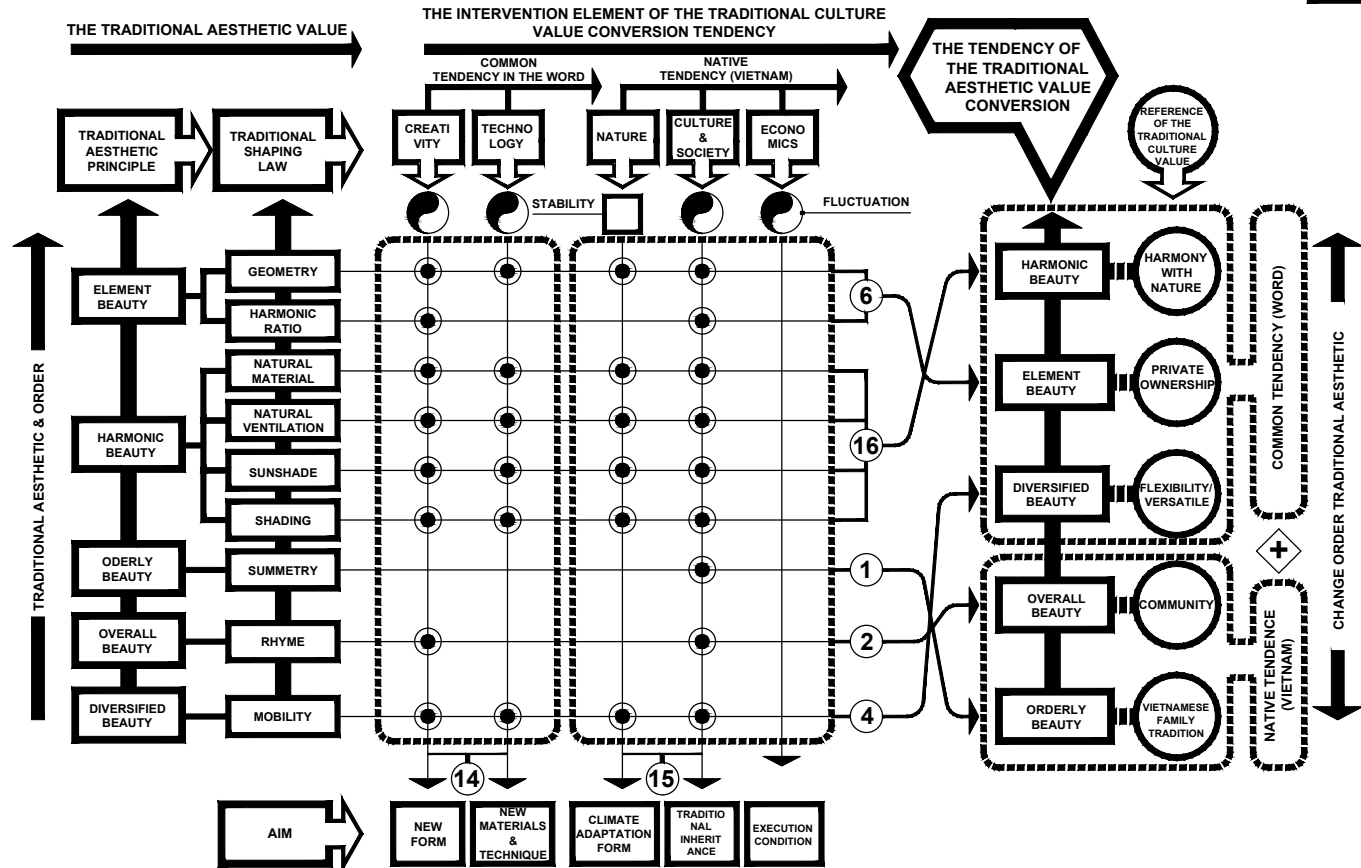 THE TRADITIONAL AESTHETIC VALUE
THE INTERVENTION ELEMENT OF THE TRADITIONAL CULTURE
VALUE CONVERSION TENDENCY
COMMON
TENDENCY IN THE WORD
NATIVE
TENDENCY (VIETNAM)
THE TENDENCY OF
THE TRADITIONAL
AESTHETIC VALUE
CONVERSION
REFERENCE
OF THE
TRADITIONAL
CULTURE
VALUE
TRADITIONAL
AESTHETIC
PRINCIPLE
TRADITIONAL
SHAPING
LAW
CREATI
VITY
TECHNO
LOGY
NATURE
CULTURE
&
SOCIETY
ECONO
MICS
STABILITY
FLUCTUATION
TRADITIONAL AESTHETIC & ORDER
ELEMENT
BEAUTY
HARMONIC
BEAUTY
ODERLY
BEAUTY
OVERALL
BEAUTY
DIVERSIFIED
BEAUTY
GEOMETRY
HARMONIC
RATIO
NATURAL
MATERIAL
NATURAL
VENTILATION
SUNSHADE
SHADING
SUMMETRY
RHYME
MOBILITY
6
16
1
2
4
HARMONIC
BEAUTY
HARMONY
WITH
NATURE
ELEMENT
BEAUTY
PRIVATE
OWNERSHIP
DIVERSIFIED
BEAUTY
FLEXIBILITY/
VERSATILE
OVERALL
BEAUTY
COMMUNITY
ORDERLY
BEAUTY
VIETNAMESE
FAMILY
TRADITION
COMMON TENDENCY (WORD)
+
NATIVE TENDENCE
(VIETNAM)
CHANGE ORDER TRADITIONAL AESTHETIC
14
15
AIM
NEW
FORM
NEW
MATERIALS
&
TECHNIQUE
CLIMATE
ADAPTATION
FORM
TRADITIO
NAL
INHERIT
ANCE
EXECUTION
CONDITION